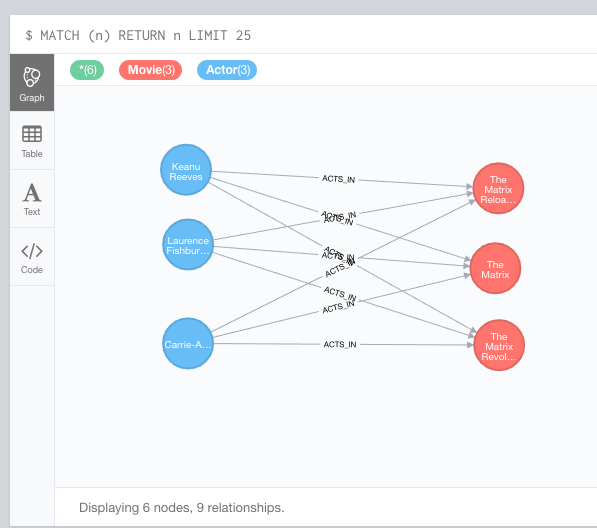 $ MATCH (n) RETURN n LIMIT 25
*(6) Movie(3) Actor(3)
Graph
Table
Text
Code
Keanu
Reeves
Laurence
Fishbur...
Carrie-A...
ACTS_IN
ACTS_IN
ACTS_IN
ACTS_IN
ACTS_IN
ACTS_IN
ACTS_IN
ACTS_IN
ACTS_IN
The
Matrix
Reloa...
The
Matrix
The
Matrix
Revol...
Displaying 6 nodes, 9 relationships.